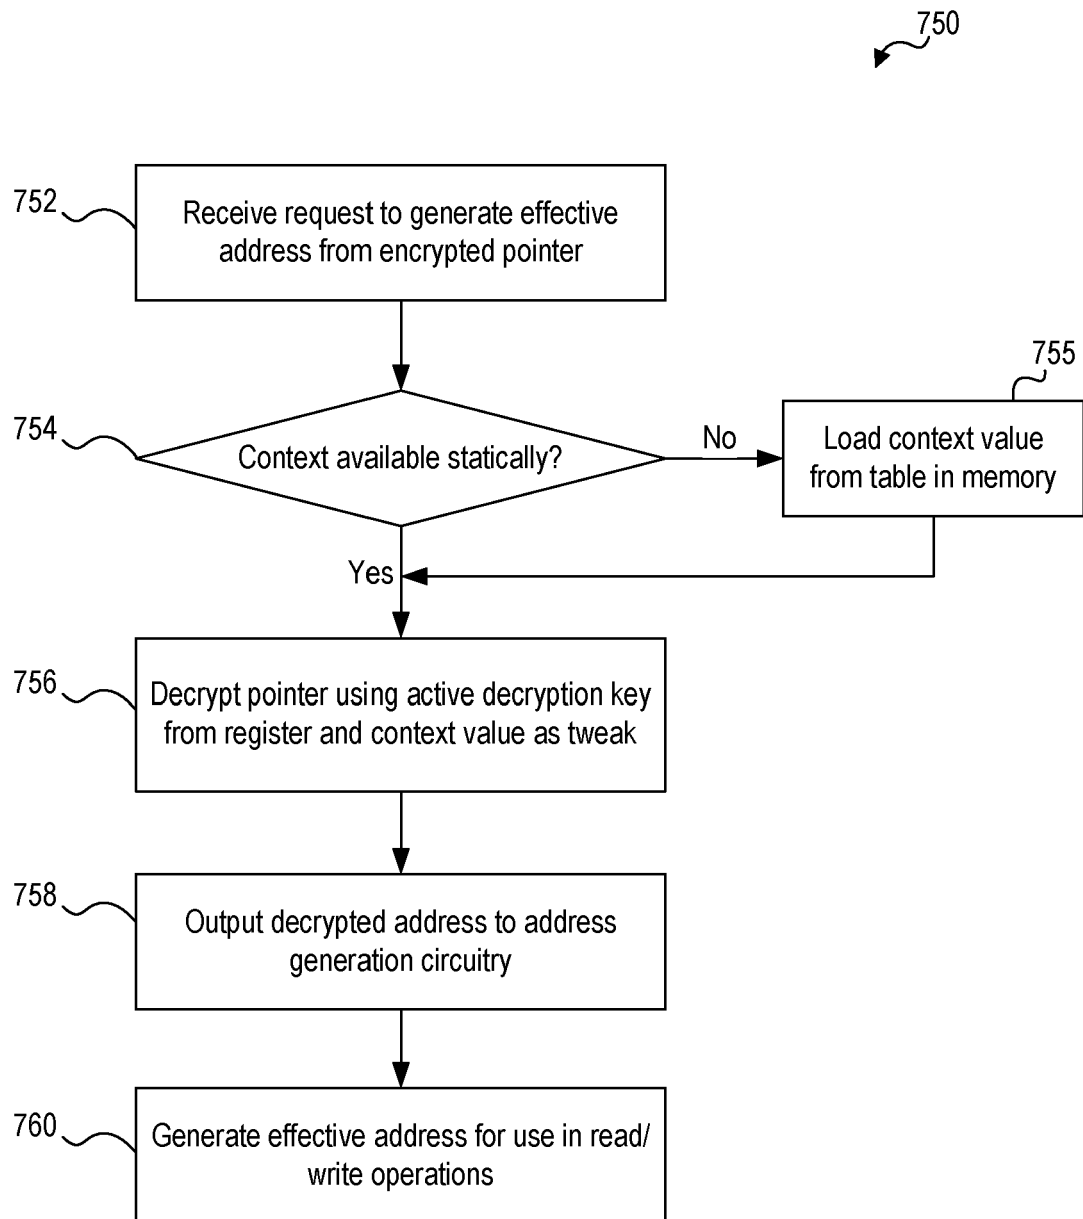 750
752
Receive request to generate effective
address from encrypted pointer
755
754
Context available statically?
No
Load context value
from table in memory
Yes
756
Decrypt pointer using active decryption key
from register and context value as tweak
758
Output decrypted address to address
generation circuitry
760
Generate effective address for use in read/
write operations